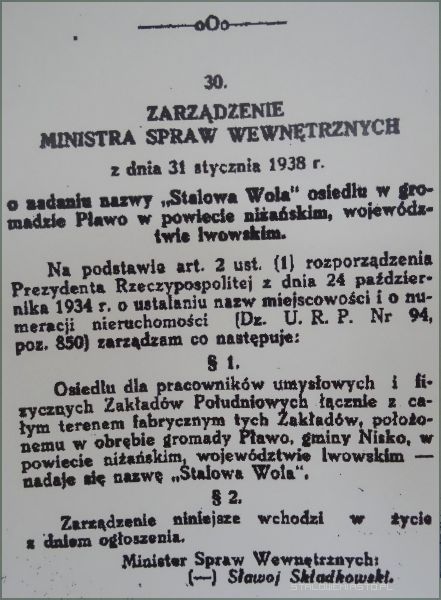 oOo
30.
ZARZĄDZENIE
MINISTRA SPRAW WEWNĘTRZNYCH
z dnia 31 stycznia 1938 r.
o nadaniu nazwy „Stalowa Wola" osiedlu w gro-
madzie Pławo w powiecie niżańskim, wojewódz-
twie lwowskim.
Na podstawie art. 2 ust. (1) rozporządzenia
Prezydenta Rzeczypospolitej z dnia 24 paździer-
nika 1934 r. o ustalaniu nazw miejscowości i o nu-
meracji nieruchomości (Dz. U. R. P. Nr 94,
poz. 850) zarządzam co następuje:
§ 1.
Osiedlu dla pracowników umysłowych i fi-
zycznych Zakładów Południowych łącznie z ca-
łym terenem fabrycznym tych Zakładów, położo-
nemu w obrębie gromady Pławo, gminy Nisko, w
powiecie niżańskim, województwie lwowskim —
nadaje się nazwę „Stalowa Wola".
§ 2.
Zarządzenie niniejsze wchodzi w życie
z dniem ogłoszenia.
Minister Spraw Wewnętrznych:
(—) Sławoj Składkowski.
STALOWEMIASTO.PL